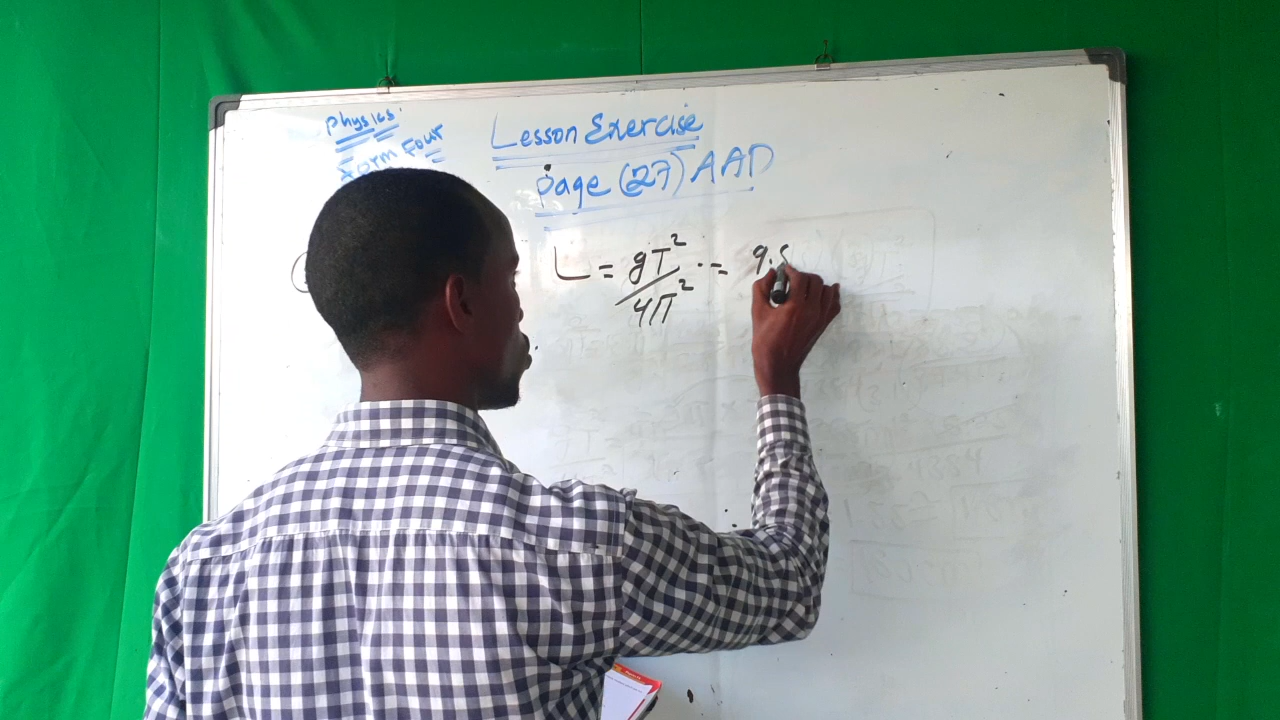 Physics
Form Four
Lesson Exercise
page (27) AAD
L = gT² / 4π² = 9.8